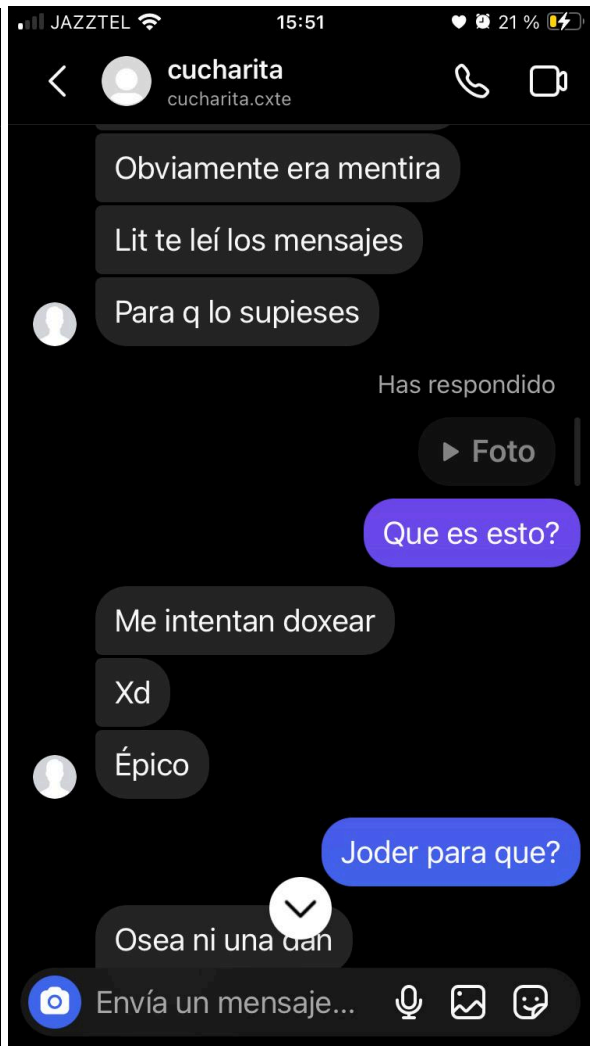 JAZZTEL 15:51 21 %
cucharita
cucharita.cxte
Obviamente era mentira
Lit te leí los mensajes
Para q lo supieses
Has respondido
Foto
Que es esto?
Me intentan doxear
Xd
Épico
Joder para que?
Osea ni una dan
Envía un mensaje...